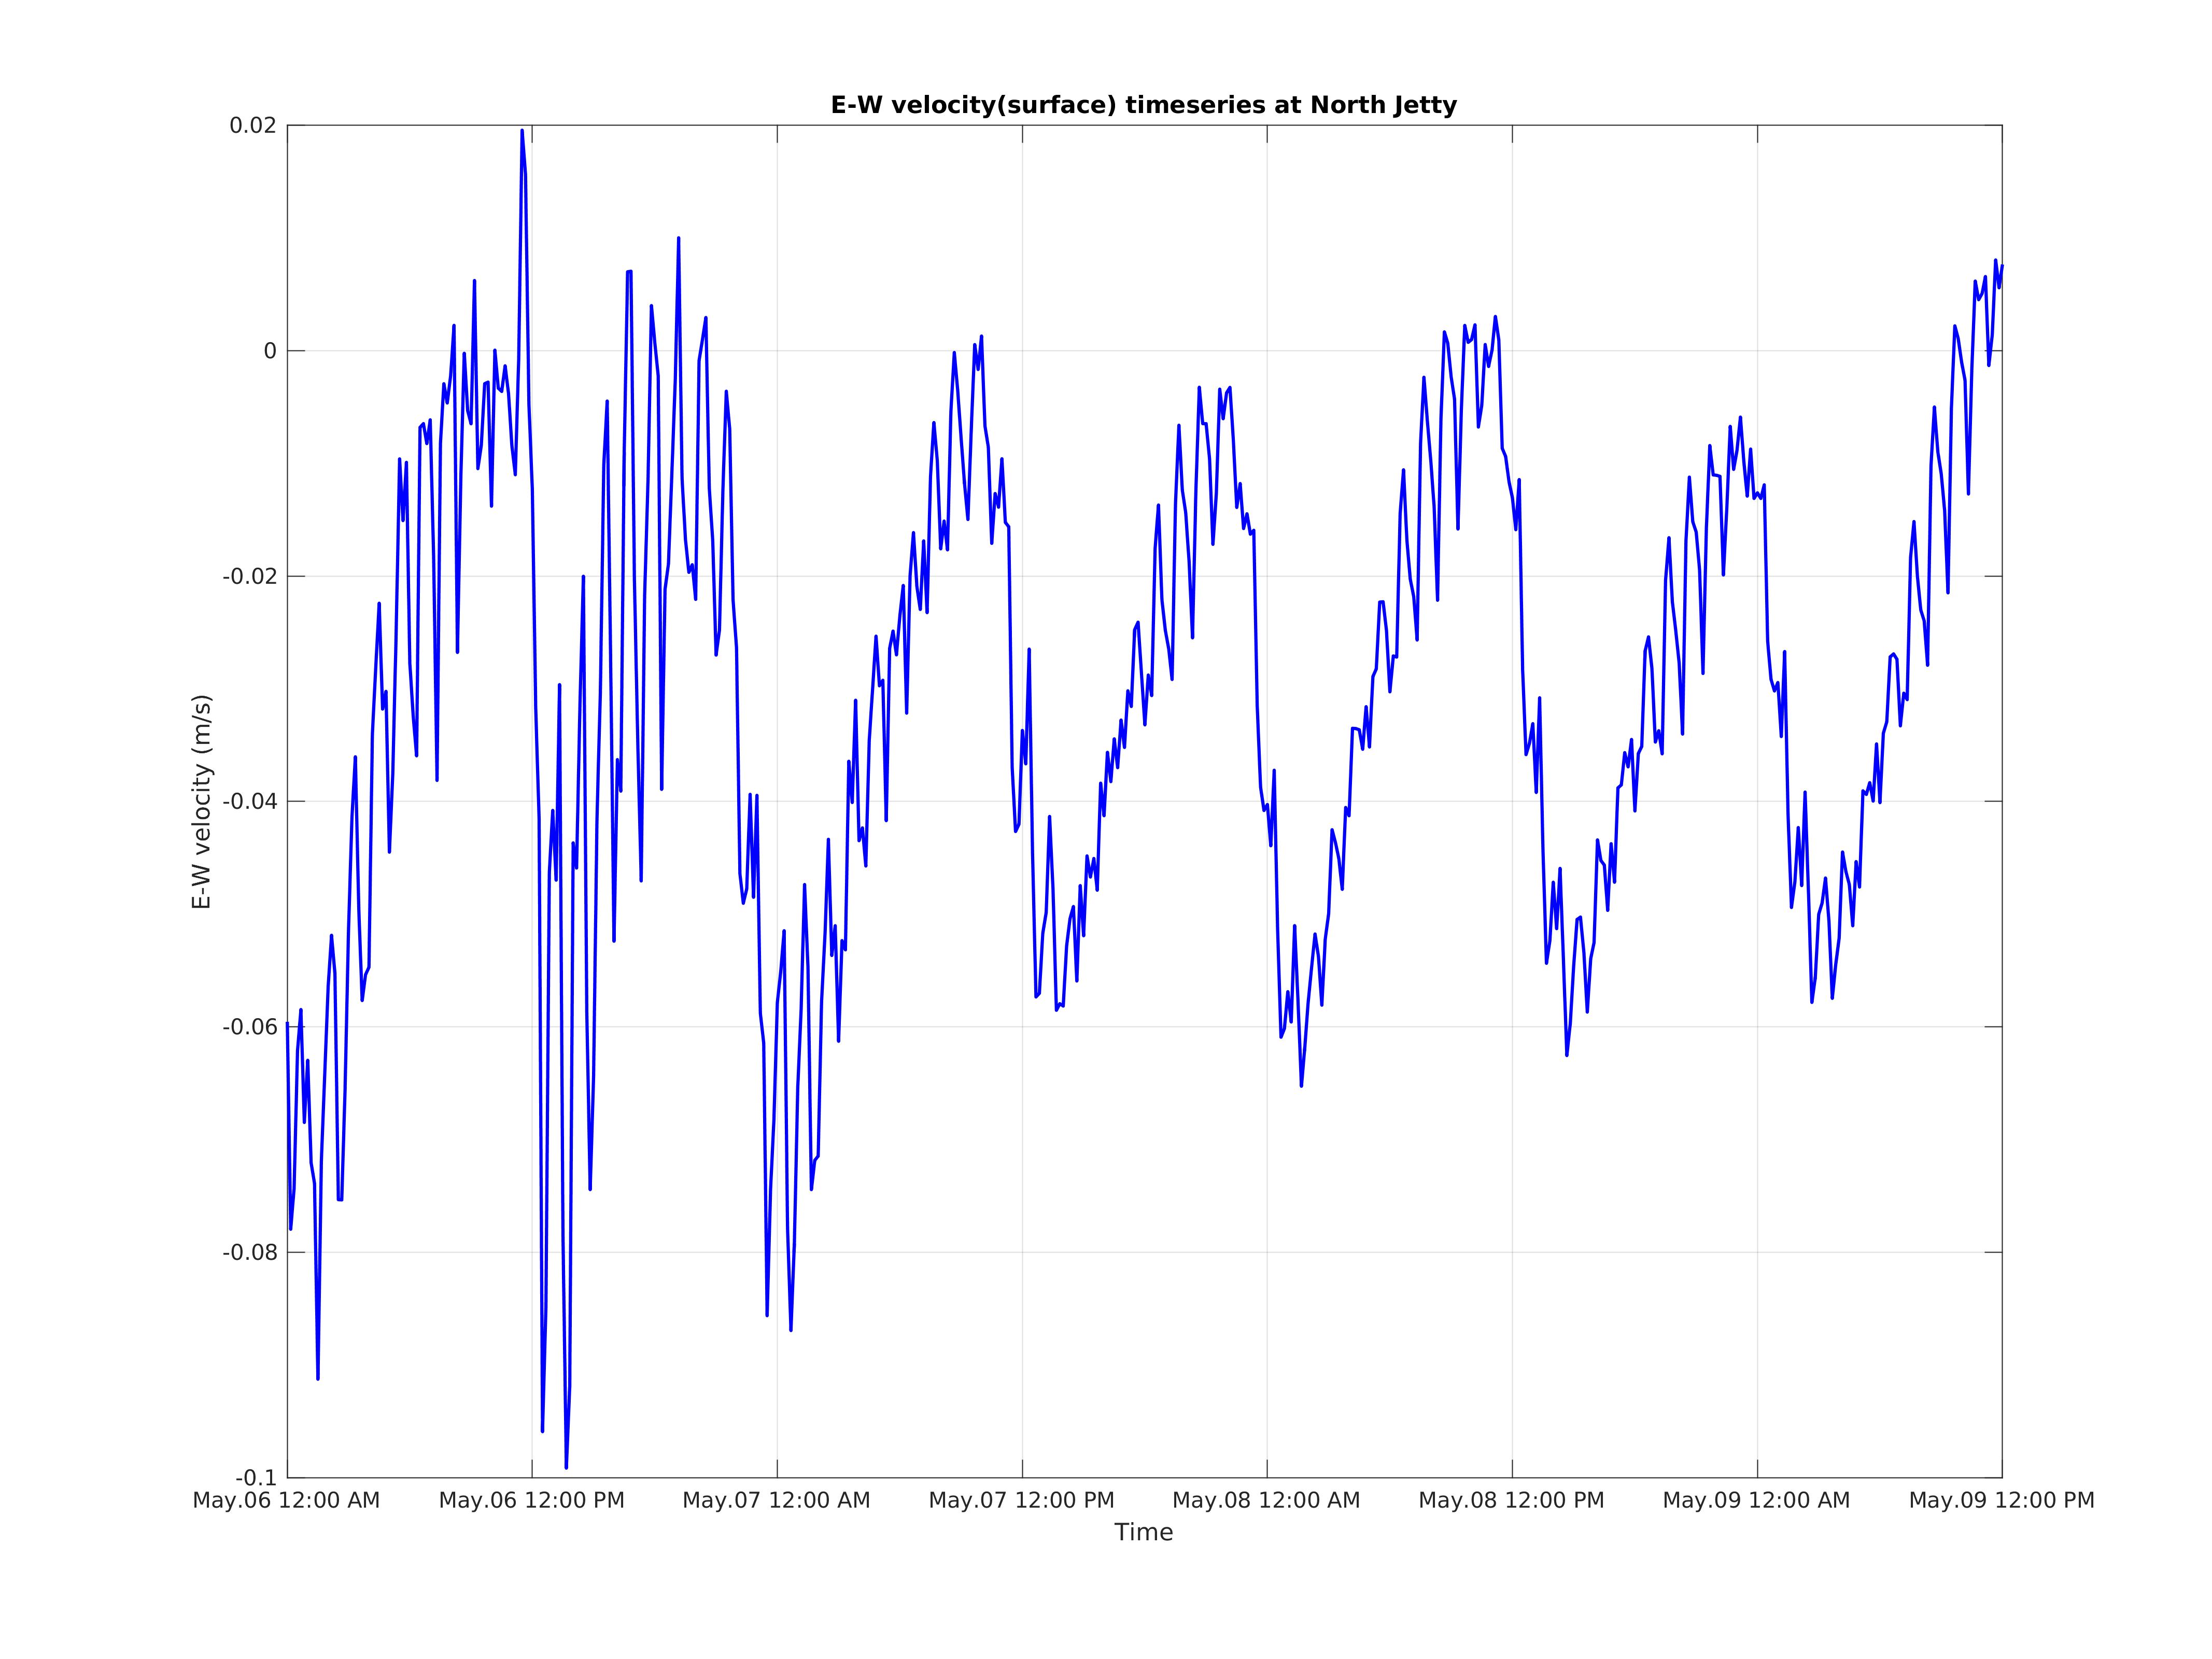 E-W velocity(surface) timeseries at North Jetty
E-W velocity (m/s)
0.02
0
-0.02
-0.04
-0.06
-0.08
-0.1
May.06 12:00 AM
May.06 12:00 PM
May.07 12:00 AM
May.07 12:00 PM
May.08 12:00 AM
May.08 12:00 PM
May.09 12:00 AM
May.09 12:00 PM
Time